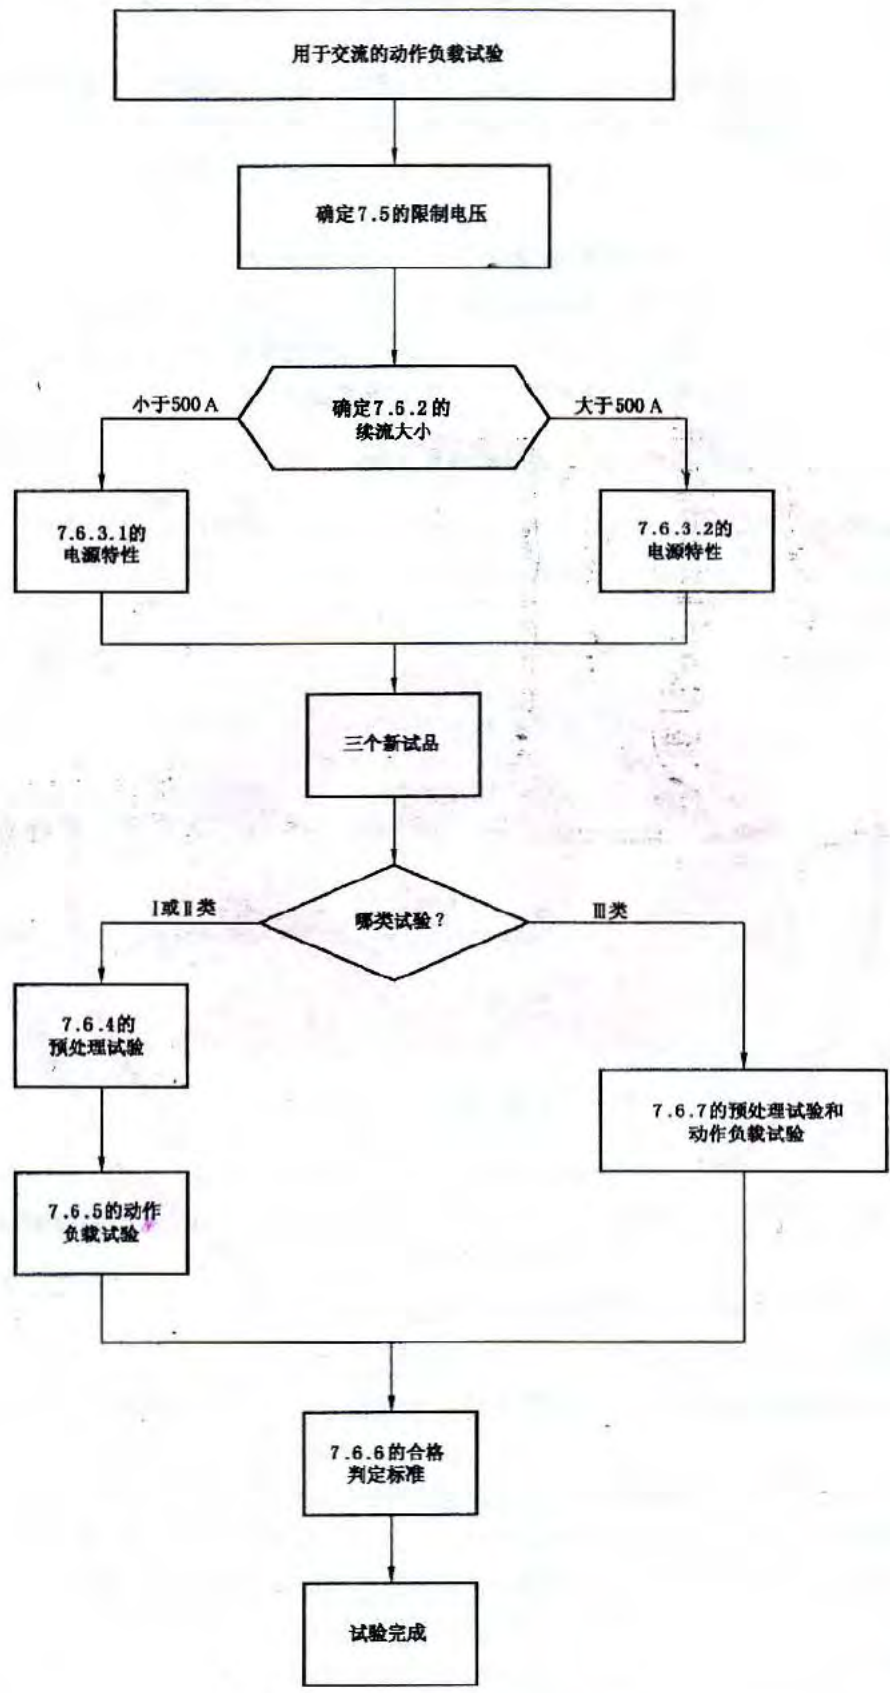 用于交流的动作负载试验
确定7.5的限制电压
小于500 A
确定7.6.2的
续流大小
大于500 A
7.6.3.1的
电源特性
7.6.3.2的
电源特性
三个新试品
Ⅰ或Ⅱ类
哪类试验？
Ⅲ类
7.6.4的
预处理试验
7.6.7的预处理试验和
动作负载试验
7.6.5的动作
负载试验
7.6.6的合格
判定标准
试验完成